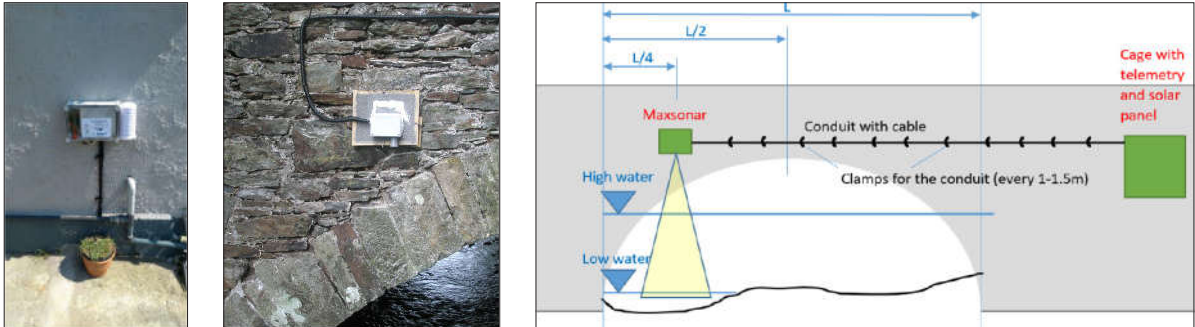 L
L/2
L/4
Cage with
telemetry
and solar
panel
Maxsonar
Conduit with cable
High water
Clamps for the conduit (every 1-1.5m)
Low water